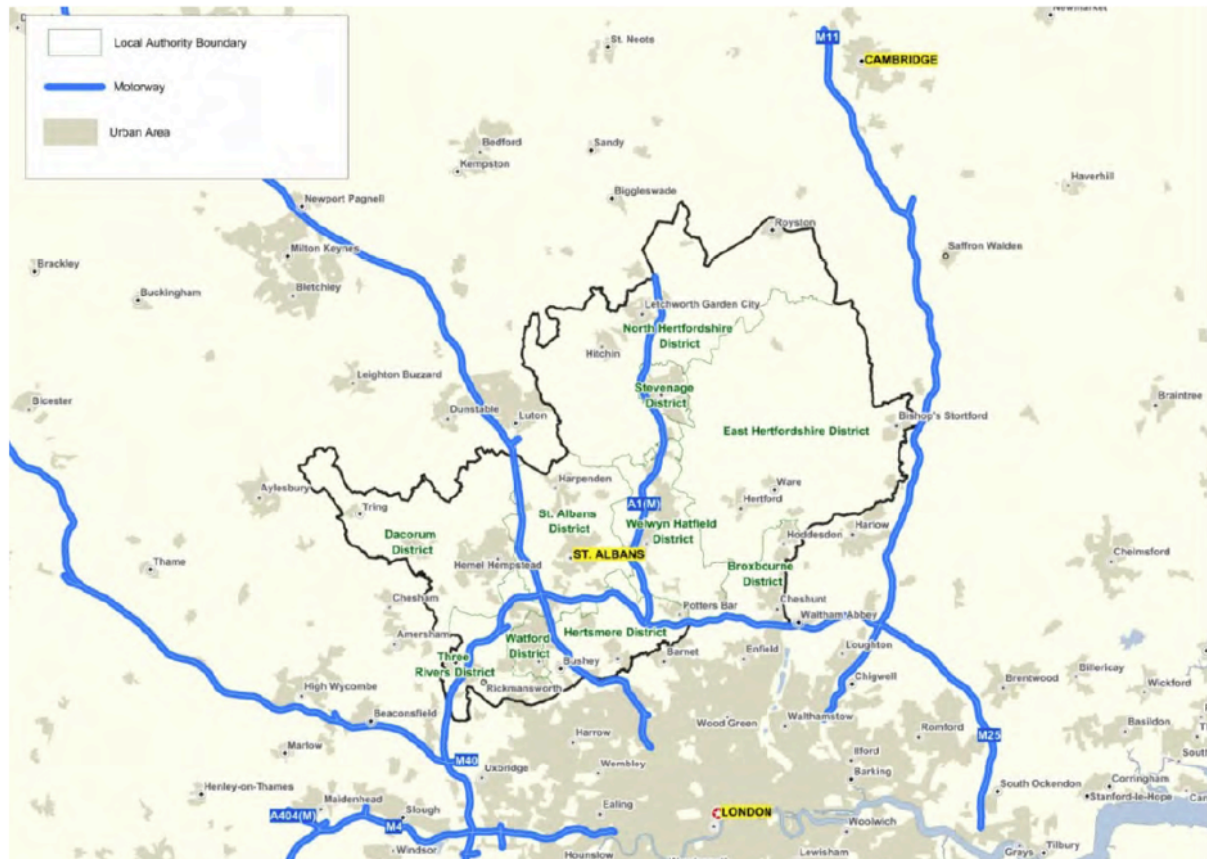 Local Authority Boundary
Motorway
Urban Area
Newmarket
St. Neots
M11
CAMBRIDGE
Bedford
Sandy
Kempston
Haverhill
Newport Pagnell
Biggleswade
Royston
Milton Keynes
Saffron Walden
Brackley
Buckingham
Bletchley
Letchworth Garden City
North Hertfordshire
District
Hitchin
Leighton Buzzard
Stevenage
District
Bicester
Dunstable
Luton
Braintree
Bishop's Stortford
East Hertfordshire District
Harpenden
Ware
Aylesbury
Tring
A1(M)
Hertford
St. Albans
District
Welwyn Hatfield
District
Dacorum
District
Hoddesdon
Harlow
ST. ALBANS
Chelmsford
Thame
Hemel Hempstead
Broxbourne
District
Chesham
Cheshunt
Potters Bar
Waltham Abbey
Amersham
Watford
District
Hertsmere District
Three
Rivers District
Bushey
Barnet
Enfield
Loughton
Billericay
Rickmansworth
Chigwell
Brentwood
Wickford
High Wycombe
Beaconsfield
Wood Green
Walthamstow
Romford
Basildon
Harrow
M25
Marlow
Ilford
M40
Uxbridge
Wembley
Barking
South Ockendon
Corringham
Henley-on-Thames
Stanford-le-Hope
Maidenhead
Slough
Ealing
LONDON
A404(M)
M4
Woolwich
Windsor
Hounslow
Lewisham
Grays
Tilbury